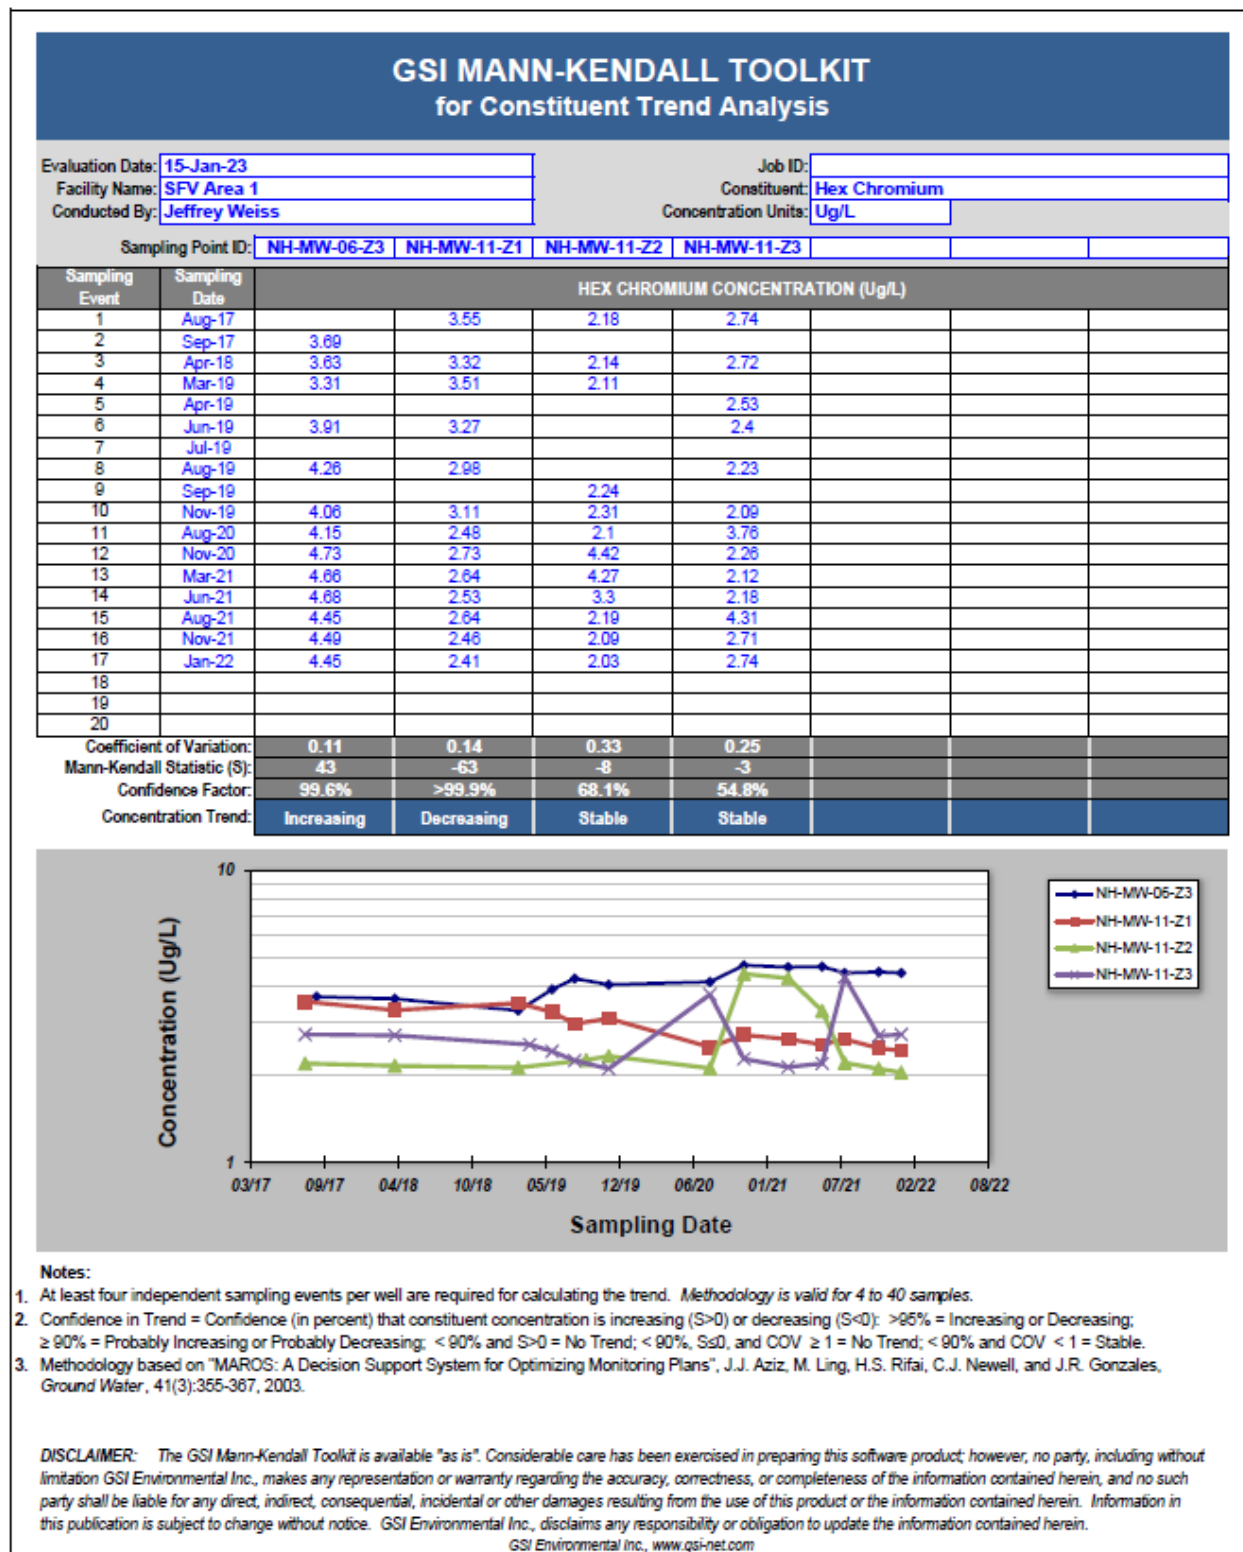 GSI MANN-KENDALL TOOLKIT
for Constituent Trend Analysis
Evaluation Date: 15-Jan-23 Job ID:
Facility Name: SFV Area 1 Constituent: Hex Chromium
Conducted By: Jeffrey Weiss Concentration Units: Ug/L
Sampling Point ID: NH-MW-06-Z3 NH-MW-11-Z1 NH-MW-11-Z2 NH-MW-11-Z3
Sampling Event Sampling Date HEX CHROMIUM CONCENTRATION (Ug/L)
1 Aug-17 3.55 2.18 2.74
2 Sep-17 3.69
3 Apr-18 3.63 3.32 2.14 2.72
4 Mar-19 3.31 3.51 2.11
5 Apr-19 2.53
6 Jun-19 3.91 3.27 2.4
7 Jul-19
8 Aug-19 4.26 2.98 2.23
9 Sep-19 2.24
10 Nov-19 4.06 3.11 2.31 2.09
11 Aug-20 4.15 2.48 2.1 3.76
12 Nov-20 4.73 2.73 4.42 2.26
13 Mar-21 4.66 2.64 4.27 2.12
14 Jun-21 4.68 2.53 3.3 2.18
15 Aug-21 4.45 2.64 2.19 4.31
16 Nov-21 4.49 2.46 2.09 2.71
17 Jan-22 4.45 2.41 2.03 2.74
18
19
20
Coefficient of Variation: 0.11 0.14 0.33 0.25
Mann-Kendall Statistic (S): 43 -63 -8 -3
Confidence Factor: 99.6% >99.9% 68.1% 54.8%
Concentration Trend: Increasing Decreasing Stable Stable
10
1
Concentration (Ug/L)
03/17 09/17 04/18 10/18 05/19 12/19 06/20 01/21 07/21 02/22 08/22
Sampling Date
NH-MW-06-Z3
NH-MW-11-Z1
NH-MW-11-Z2
NH-MW-11-Z3
Notes:
1. At least four independent sampling events per well are required for calculating the trend. Methodology is valid for 4 to 40 samples.
2. Confidence in Trend = Confidence (in percent) that constituent concentration is increasing (S>0) or decreasing (S<0): >95% = Increasing or Decreasing;
≥ 90% = Probably Increasing or Probably Decreasing; < 90% and S>0 = No Trend; < 90%, S≤0, and COV ≥ 1 = No Trend; < 90% and COV < 1 = Stable.
3. Methodology based on "MAROS: A Decision Support System for Optimizing Monitoring Plans", J.J. Aziz, M. Ling, H.S. Rifai, C.J. Newell, and J.R. Gonzales,
Ground Water, 41(3):355-367, 2003.
DISCLAIMER: The GSI Mann-Kendall Toolkit is available "as is". Considerable care has been exercised in preparing this software product; however, no party, including without
limitation GSI Environmental Inc., makes any representation or warranty regarding the accuracy, correctness, or completeness of the information contained herein, and no such
party shall be liable for any direct, indirect, consequential, incidental or other damages resulting from the use of this product or the information contained herein. Information in
this publication is subject to change without notice. GSI Environmental Inc., disclaims any responsibility or obligation to update the information contained herein.
GSI Environmental Inc., www.gsi-net.com